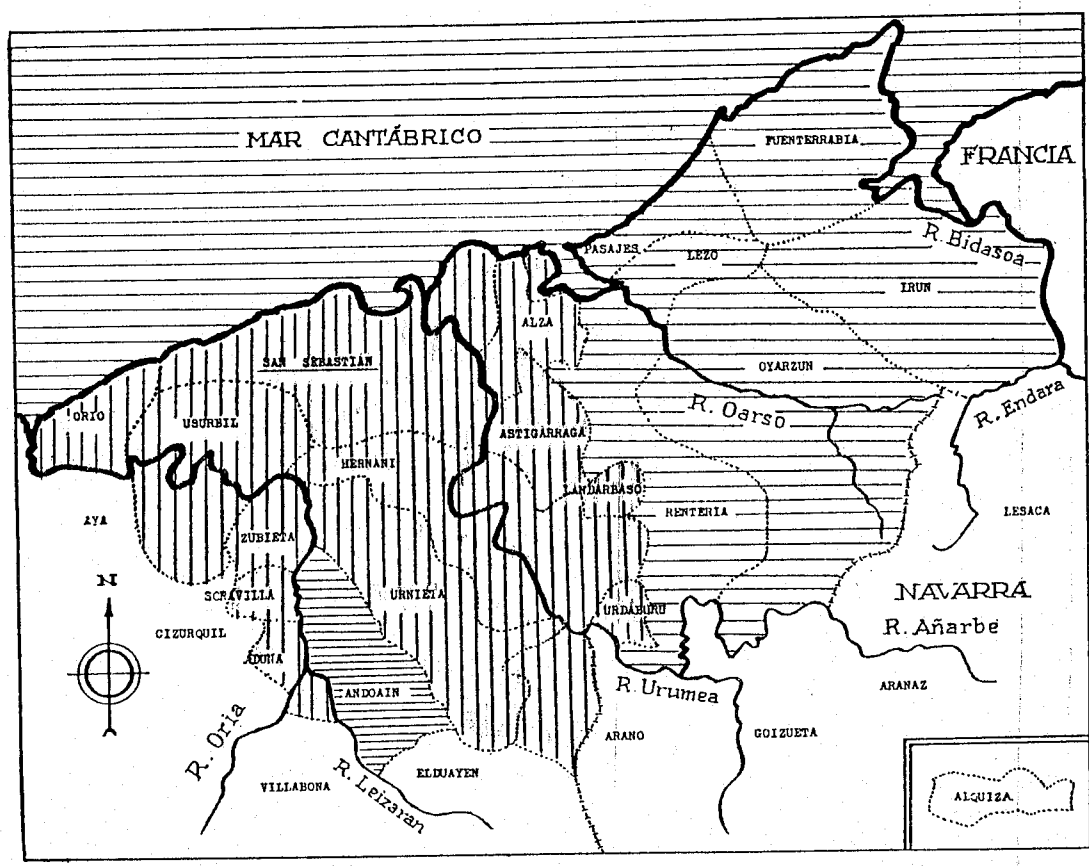 MAR CANTÁBRICO
FUENTERRABIA
FRANCIA
PASAJES
LEZO
R. Bidasoa
IRUN
ALZA
SAN SEBASTIÁN
OYARZUN
ORIO
USURBIL
R. Oarso
R. Endara
ASTIGARRAGA
HERNANI
LANDARBASO
RENTERIA
LESACA
AYA
ZUBIETA
N
SORAVILLA
URNIETA
URDABURU
NAVARRA
CIZURQUIL
R. Añarbe
ADUNA
ANDOAIN
R. Urumea
ARANAZ
R. Oria
ARANO
GOIZUETA
ELDUAYEN
VILLABONA
R. Leizaran
ALQUIZA